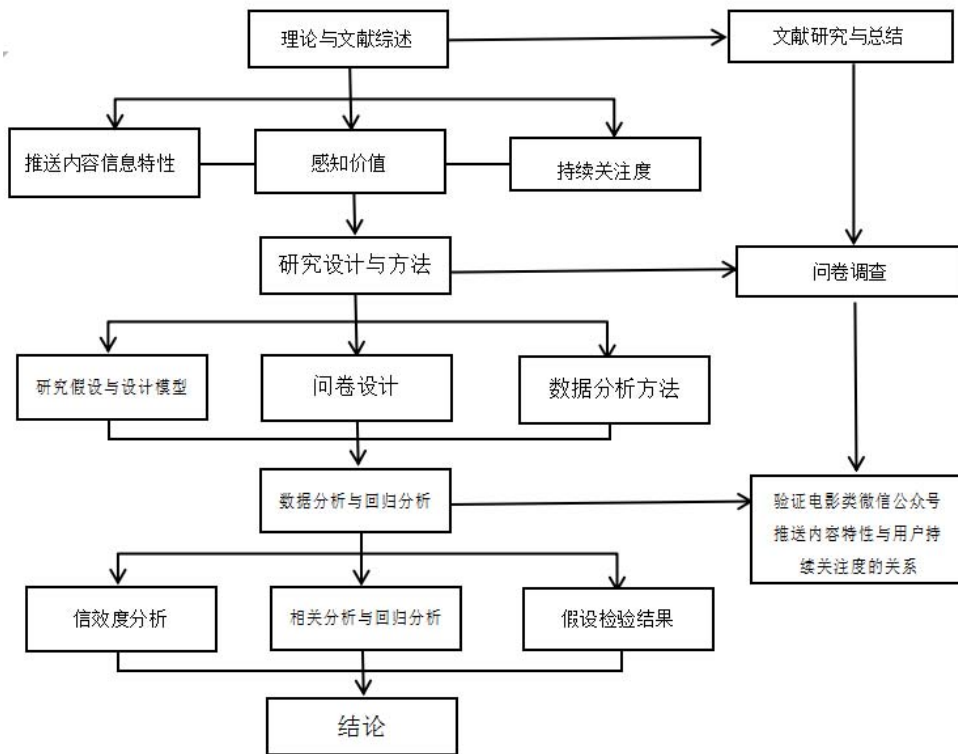 理论与文献综述
文献研究与总结
推送内容信息特性
感知价值
持续关注度
研究设计与方法
问卷调查
研究假设与设计模型
问卷设计
数据分析方法
数据分析与回归分析
验证电影类微信公众号
推送内容特性与用户持
续关注度的关系
信效度分析
相关分析与回归分析
假设检验结果
结论